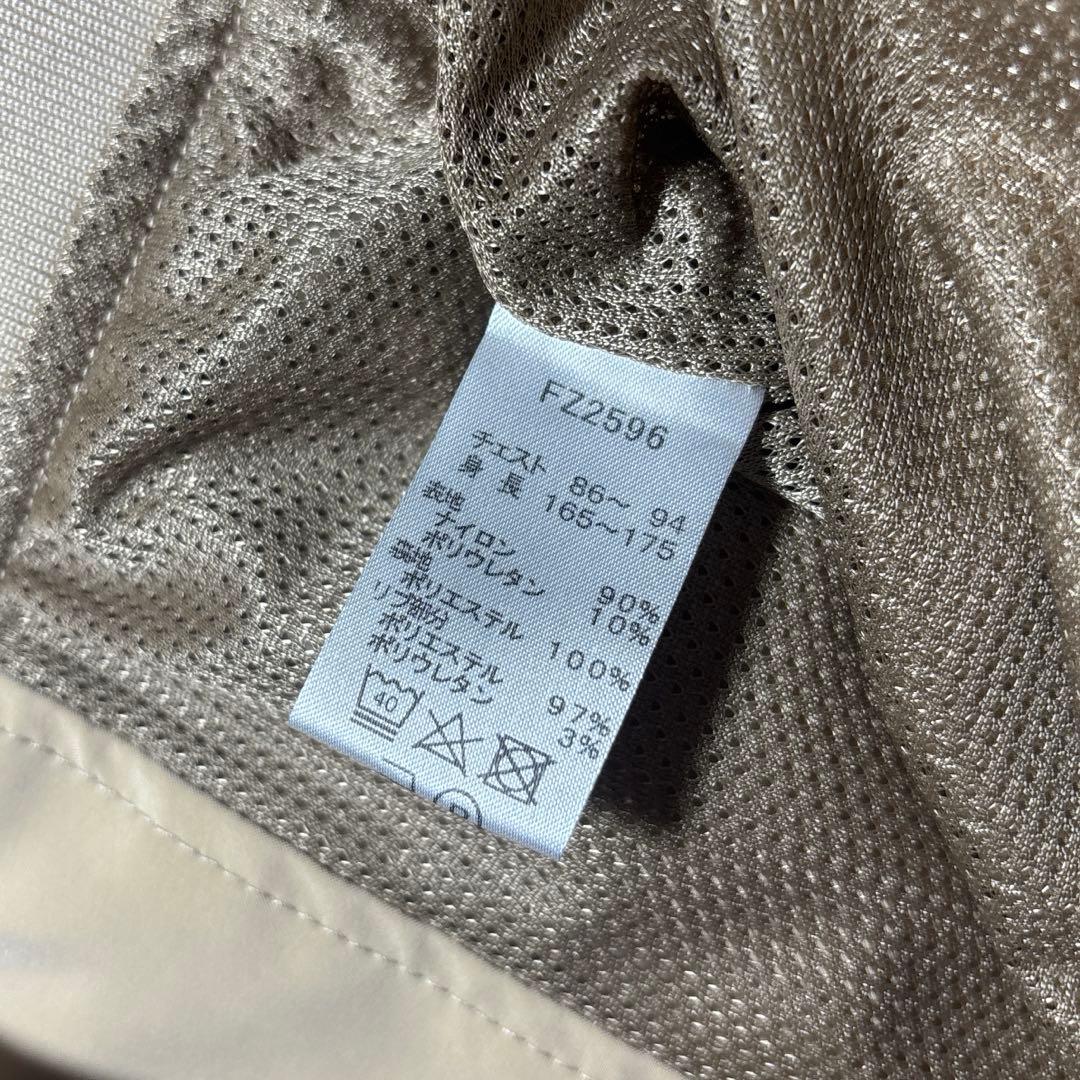 FZ2596
チェスト 86～ 94
身 長 165～175
表地
ナイロン 90%
ポリウレタン 10%
裏地
ポリエステル 100%
リブ部分
ポリエステル 97%
ポリウレタン 3%
40
P